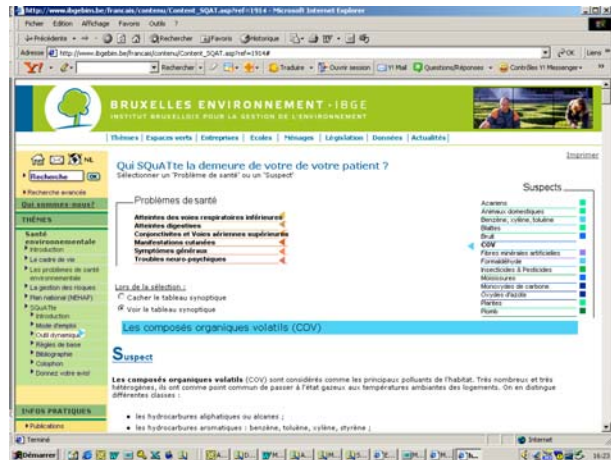 http://www.ibgebim.be/francais/contenu/Content_SQAT.asp?ref=1914 - Microsoft Internet Explorer
Fichier Edition Affichage Favoris Outils ?
Précédente Rechercher Favoris Historique
Adresse http://www.ibgebim.be/francais/contenu/Content_SQAT.asp?ref=1914# OK Liens
Y! Rechercher Traduire Ouvrir session Y! Mail Questions/Réponses Contrôles Y! Messenger
BRUXELLES ENVIRONNEMENT · IBGE
INSTITUT BRUXELLOIS POUR LA GESTION DE L'ENVIRONNEMENT
Thèmes | Espaces verts | Entreprises | Ecoles | Ménages | Législation | Données | Actualités
NL
Imprimer
Recherche OK
Recherche avancée
Qui sommes-nous?
THÈMES
Santé
environnementale
Introduction
Le cadre de vie
Les problèmes de santé
environnementale
La gestion des risques
Plan national (NEHAP)
SQuATte
Introduction
Mode d'emploi
Outil dynamique
Règles de base
Bibliographie
Colophon
Donnez votre avis!
INFOS PRATIQUES
Publications
Qui SQuATte la demeure de votre de votre patient ?
Sélectionner un 'Problème de santé' ou un 'Suspect'
Problèmes de santé
Atteintes des voies respiratoires inférieures
Atteintes digestives
Conjonctivites et Voies aériennes supérieures
Manifestations cutanées
Symptômes généraux
Troubles neuro-psychiques
Suspects
Acariens
Animaux domestiques
Benzène, xylène, toluène
Blattes
Bruit
COV
Fibres minérales artificielles
Formaldéhyde
Insecticides & Pesticides
Moisissures
Monoxydes de carbone
Oxydes d'azote
Plantes
Plomb
Lors de la sélection :
Cacher le tableau synoptique
Voir le tableau synoptique
Les composés organiques volatils (COV)
Suspect
Les composés organiques volatils (COV) sont considérés comme les principaux polluants de l'habitat. Très nombreux et très
hétérogènes, ils ont comme point commun de passer à l'état gazeux aux températures ambiantes des logements. On en distingue
différentes classes :
les hydrocarbures aliphatiques ou alcanes ;
les hydrocarbures aromatiques : benzène, toluène, xylène, styrène ;
Terminé Internet
Démarrer 16:23